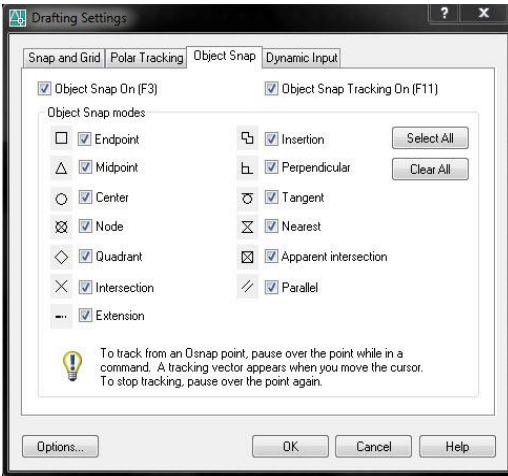 Drafting Settings
Snap and Grid Polar Tracking Object Snap Dynamic Input
Object Snap On (F3) Object Snap Tracking On (F11)
Object Snap modes
Endpoint Insertion Select All
Midpoint Perpendicular Clear All
Center Tangent
Node Nearest
Quadrant Apparent intersection
Intersection Parallel
Extension
To track from an Osnap point, pause over the point while in a
command. A tracking vector appears when you move the cursor.
To stop tracking, pause over the point again.
Options... OK Cancel Help